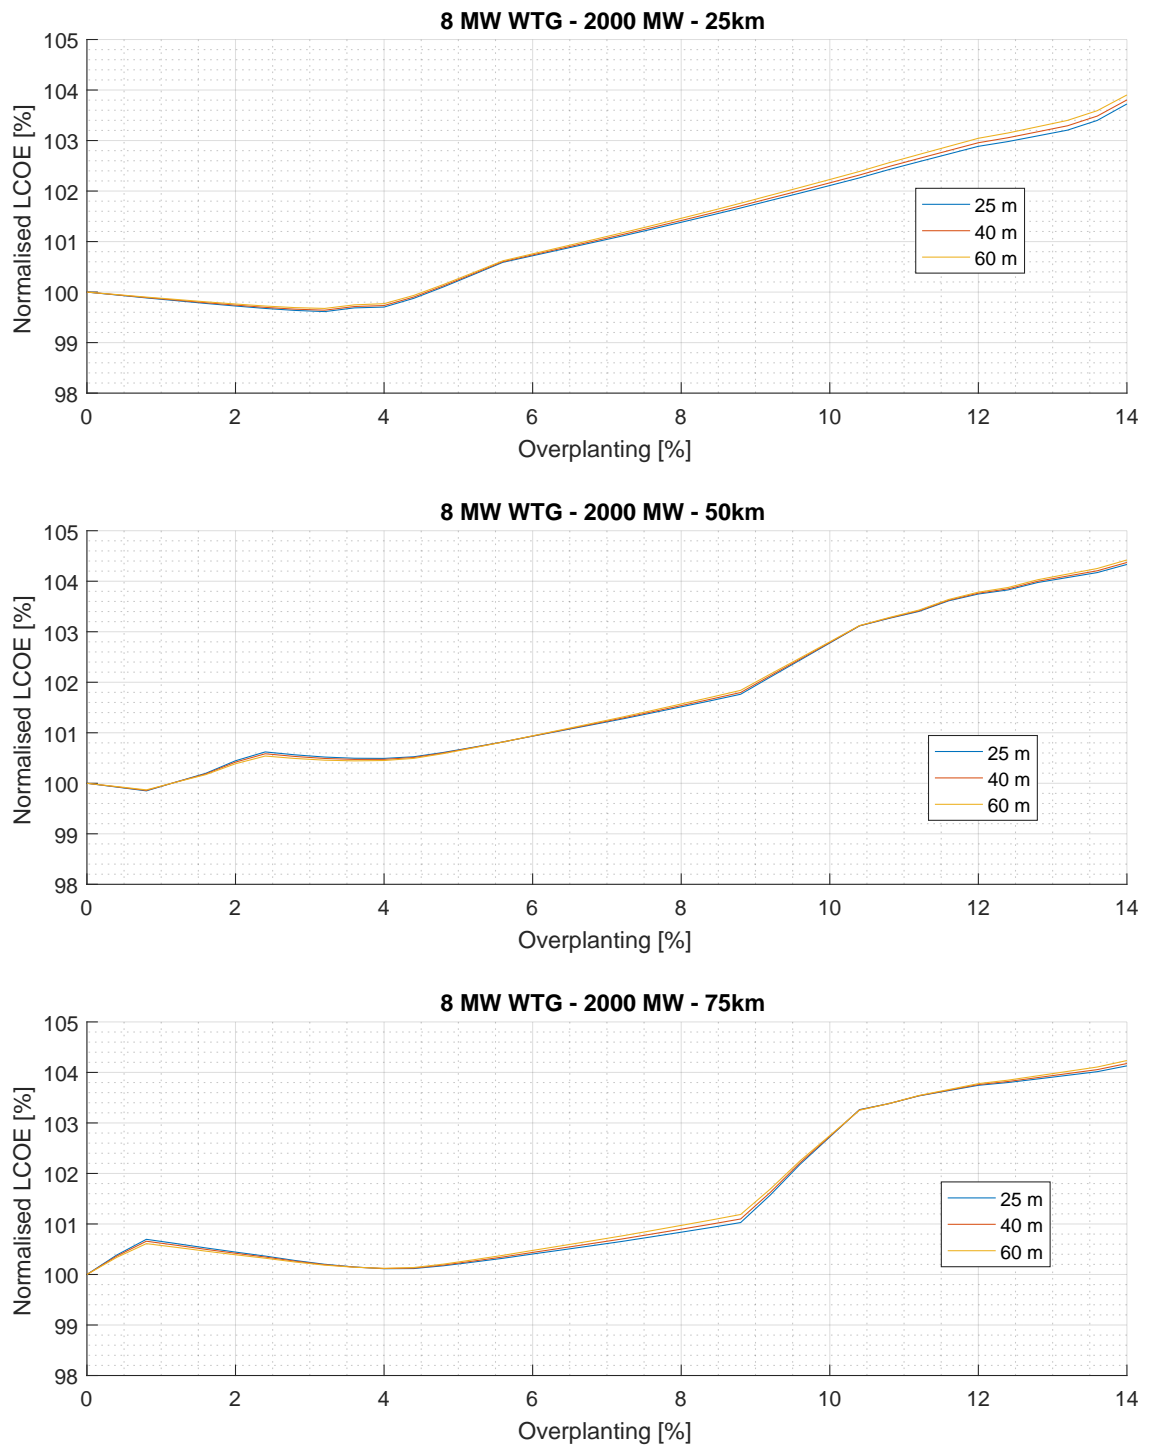 8 MW WTG - 2000 MW - 25km
Normalised LCOE [%]
105
104
103
102
101
100
99
98
0 2 4 6 8 10 12 14
Overplanting [%]
25 m
40 m
60 m
8 MW WTG - 2000 MW - 50km
Normalised LCOE [%]
105
104
103
102
101
100
99
98
0 2 4 6 8 10 12 14
Overplanting [%]
25 m
40 m
60 m
8 MW WTG - 2000 MW - 75km
Normalised LCOE [%]
105
104
103
102
101
100
99
98
0 2 4 6 8 10 12 14
Overplanting [%]
25 m
40 m
60 m